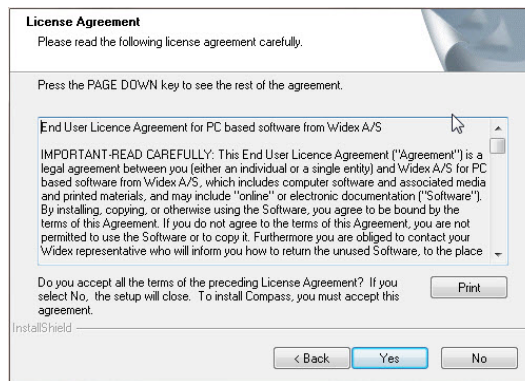 License Agreement
Please read the following license agreement carefully.
Press the PAGE DOWN key to see the rest of the agreement.
End User Licence Agreement for PC based software from Widex A/S
IMPORTANT-READ CAREFULLY: This End User Licence Agreement ("Agreement") is a
legal agreement between you (either an individual or a single entity) and Widex A/S for PC
based software from Widex A/S, which includes computer software and associated media
and printed materials, and may include "online" or electronic documentation ("Software").
By installing, copying, or otherwise using the Software, you agree to be bound by the
terms of this Agreement. If you do not agree to the terms of this Agreement, you are not
permitted to use the Software or to copy it. Furthermore you are obliged to contact your
Widex representative who will inform you how to return the unused Software, to the place
Do you accept all the terms of the preceding License Agreement? If you
select No, the setup will close. To install Compass, you must accept this
agreement.
Print
InstallShield
< Back
Yes
No